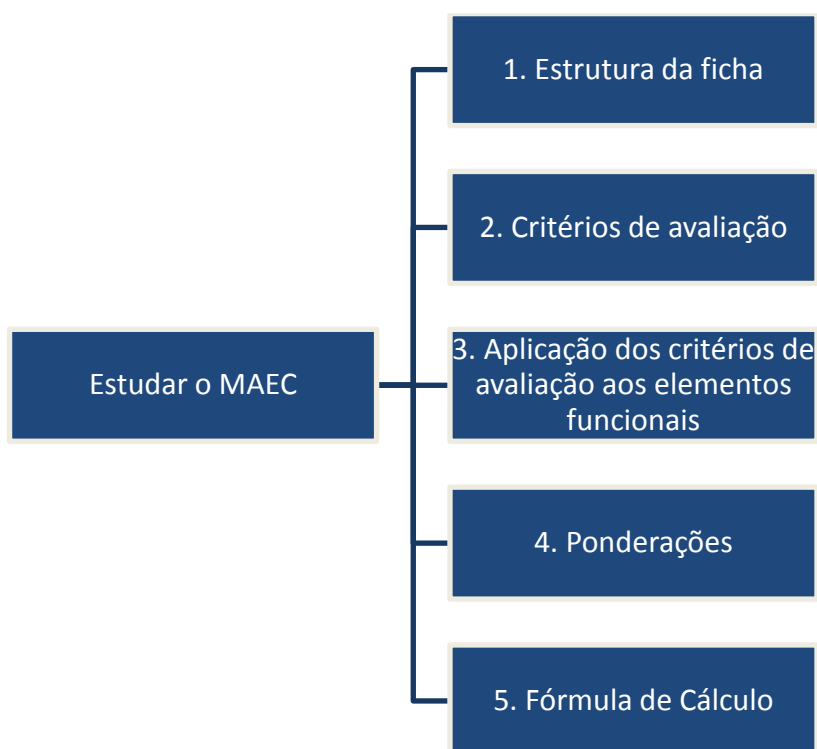 1. Estrutura da ficha
2. Critérios de avaliação
Estudar o MAEC
3. Aplicação dos critérios de
avaliação aos elementos
funcionais
4. Ponderações
5. Fórmula de Cálculo